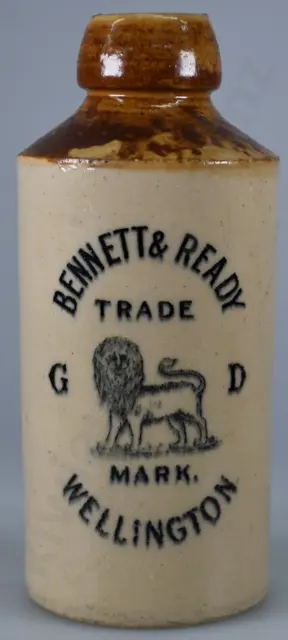 BENNETT & READY
TRADE
G D
MARK.
WELLINGTON